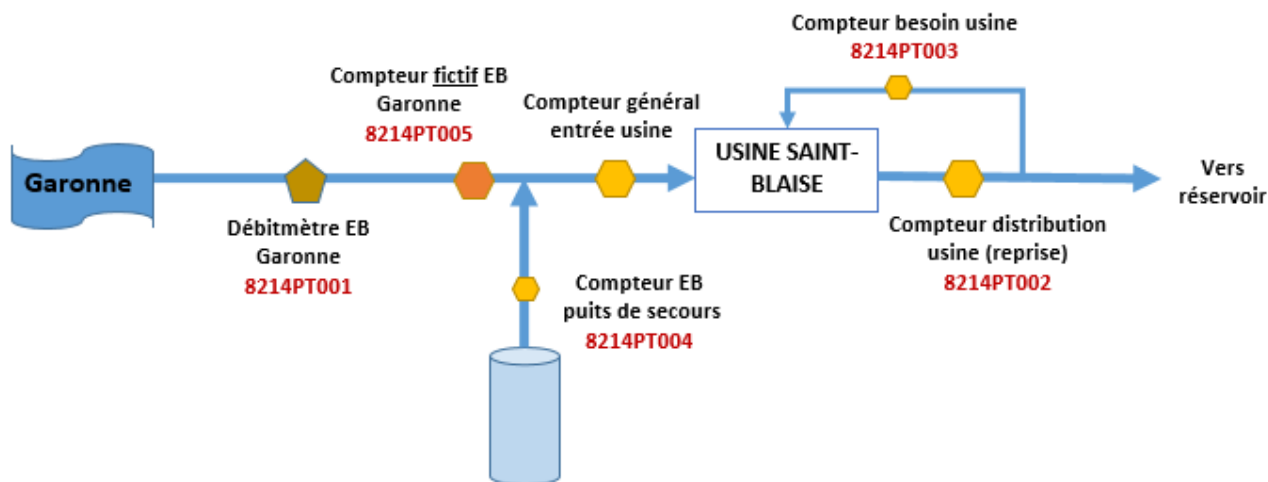 Compteur besoin usine
8214PT003
Compteur fictif EB
Garonne
8214PT005
Compteur général
entrée usine
Garonne
USINE SAINT-
BLAISE
Vers
réservoir
Débitmètre EB
Garonne
8214PT001
Compteur distribution
usine (reprise)
8214PT002
Compteur EB
puits de secours
8214PT004